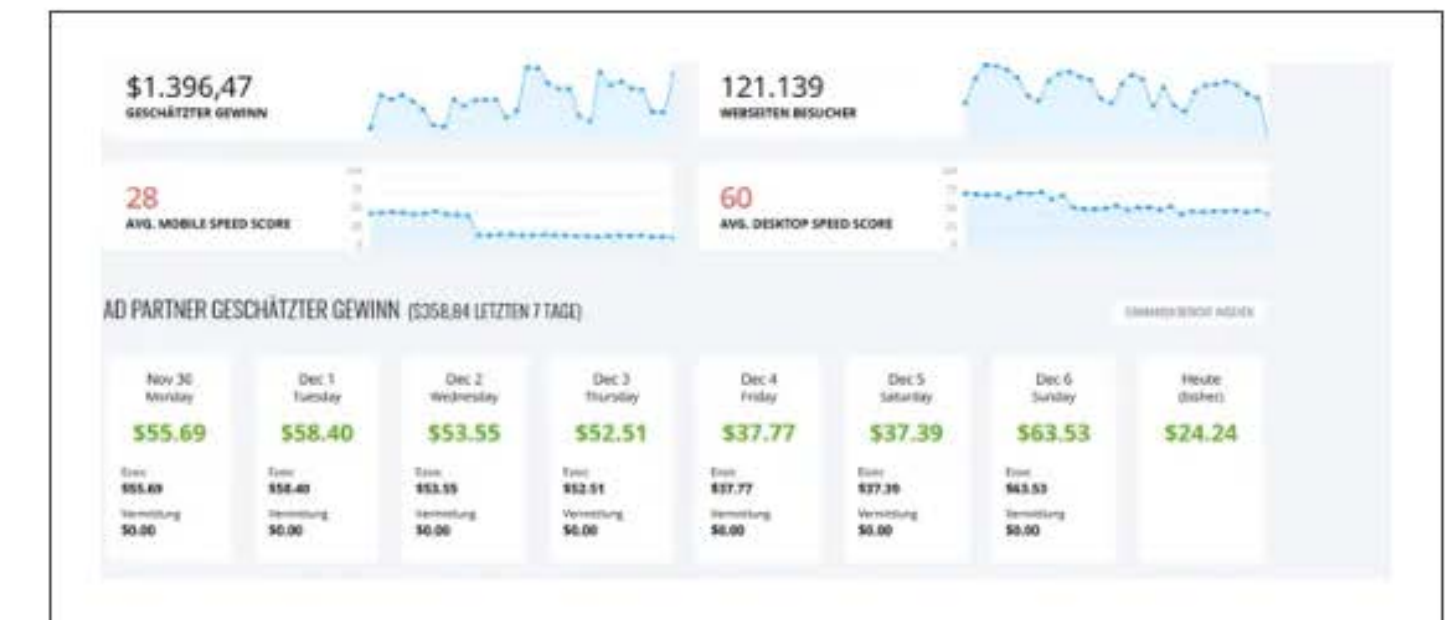 $1.396,47
GESCHÄTZTER GEWINN
121.139
WEBSEITEN BESUCHER
28
AVG. MOBILE SPEED SCORE
60
AVG. DESKTOP SPEED SCORE
AD PARTNER GESCHÄTZTER GEWINN ($358,84 LETZTEN 7 TAGE)
Nov 30
Monday
$55.69
$55.69
Vermittlung
$0.00
Dec 1
Tuesday
$58.40
$58.40
Vermittlung
$0.00
Dec 2
Wednesday
$53.55
$53.55
Vermittlung
$0.00
Dec 3
Thursday
$52.51
$52.51
Vermittlung
$0.00
Dec 4
Friday
$37.77
$37.77
Vermittlung
$0.00
Dec 5
Saturday
$37.39
$37.39
Vermittlung
$0.00
Dec 6
Sunday
$63.53
$63.53
Vermittlung
$0.00
Heute
(bisher)
$24.24